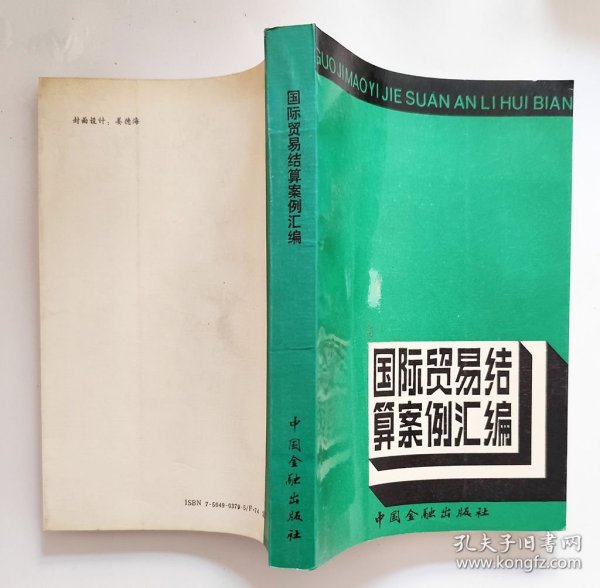 封面设计：姜德海
ISBN 7-5049-0379-5/F·74
国际贸易结算案例汇编
中国金融出版社
GUOJIMAOYI JIE SUAN AN LI HUI BIAN
国际贸易结
算案例汇编
中国金融出版社
孔夫子旧书网
www.kongfz.com